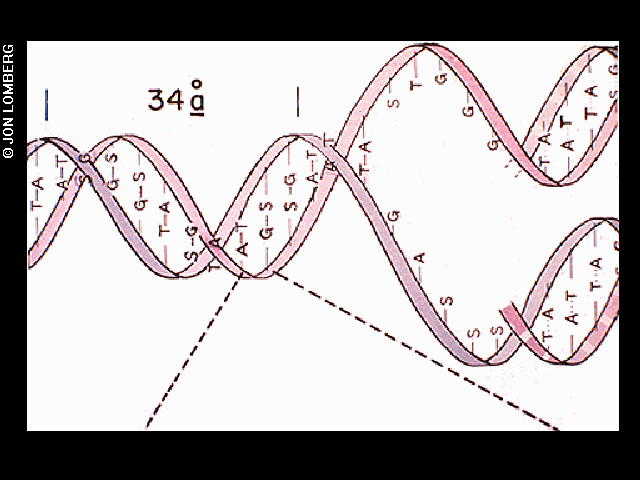 © JON LOMBERG
34 å
T-A
A-T
S-G
G-S
G-S
T-A
S-G
T-A
A-T
G-S
S-G
A-T
T-A
S
T
G
G
G
T-A
A-T
T-A
S-G
G
A
S
S
S
T-A
A-T
T-A